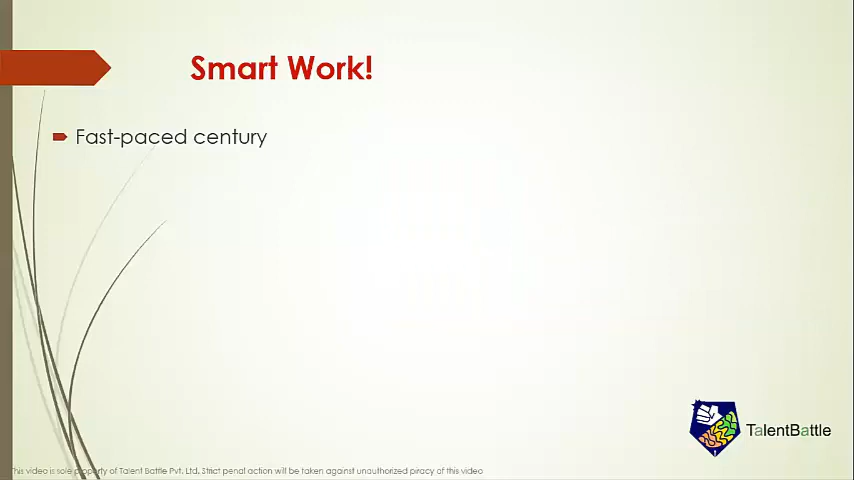 Smart Work!
Fast-paced century
TalentBattle
This video is sole property of Talent Battle Pvt. Ltd. Strict penal action will be taken against unauthorized piracy of this video